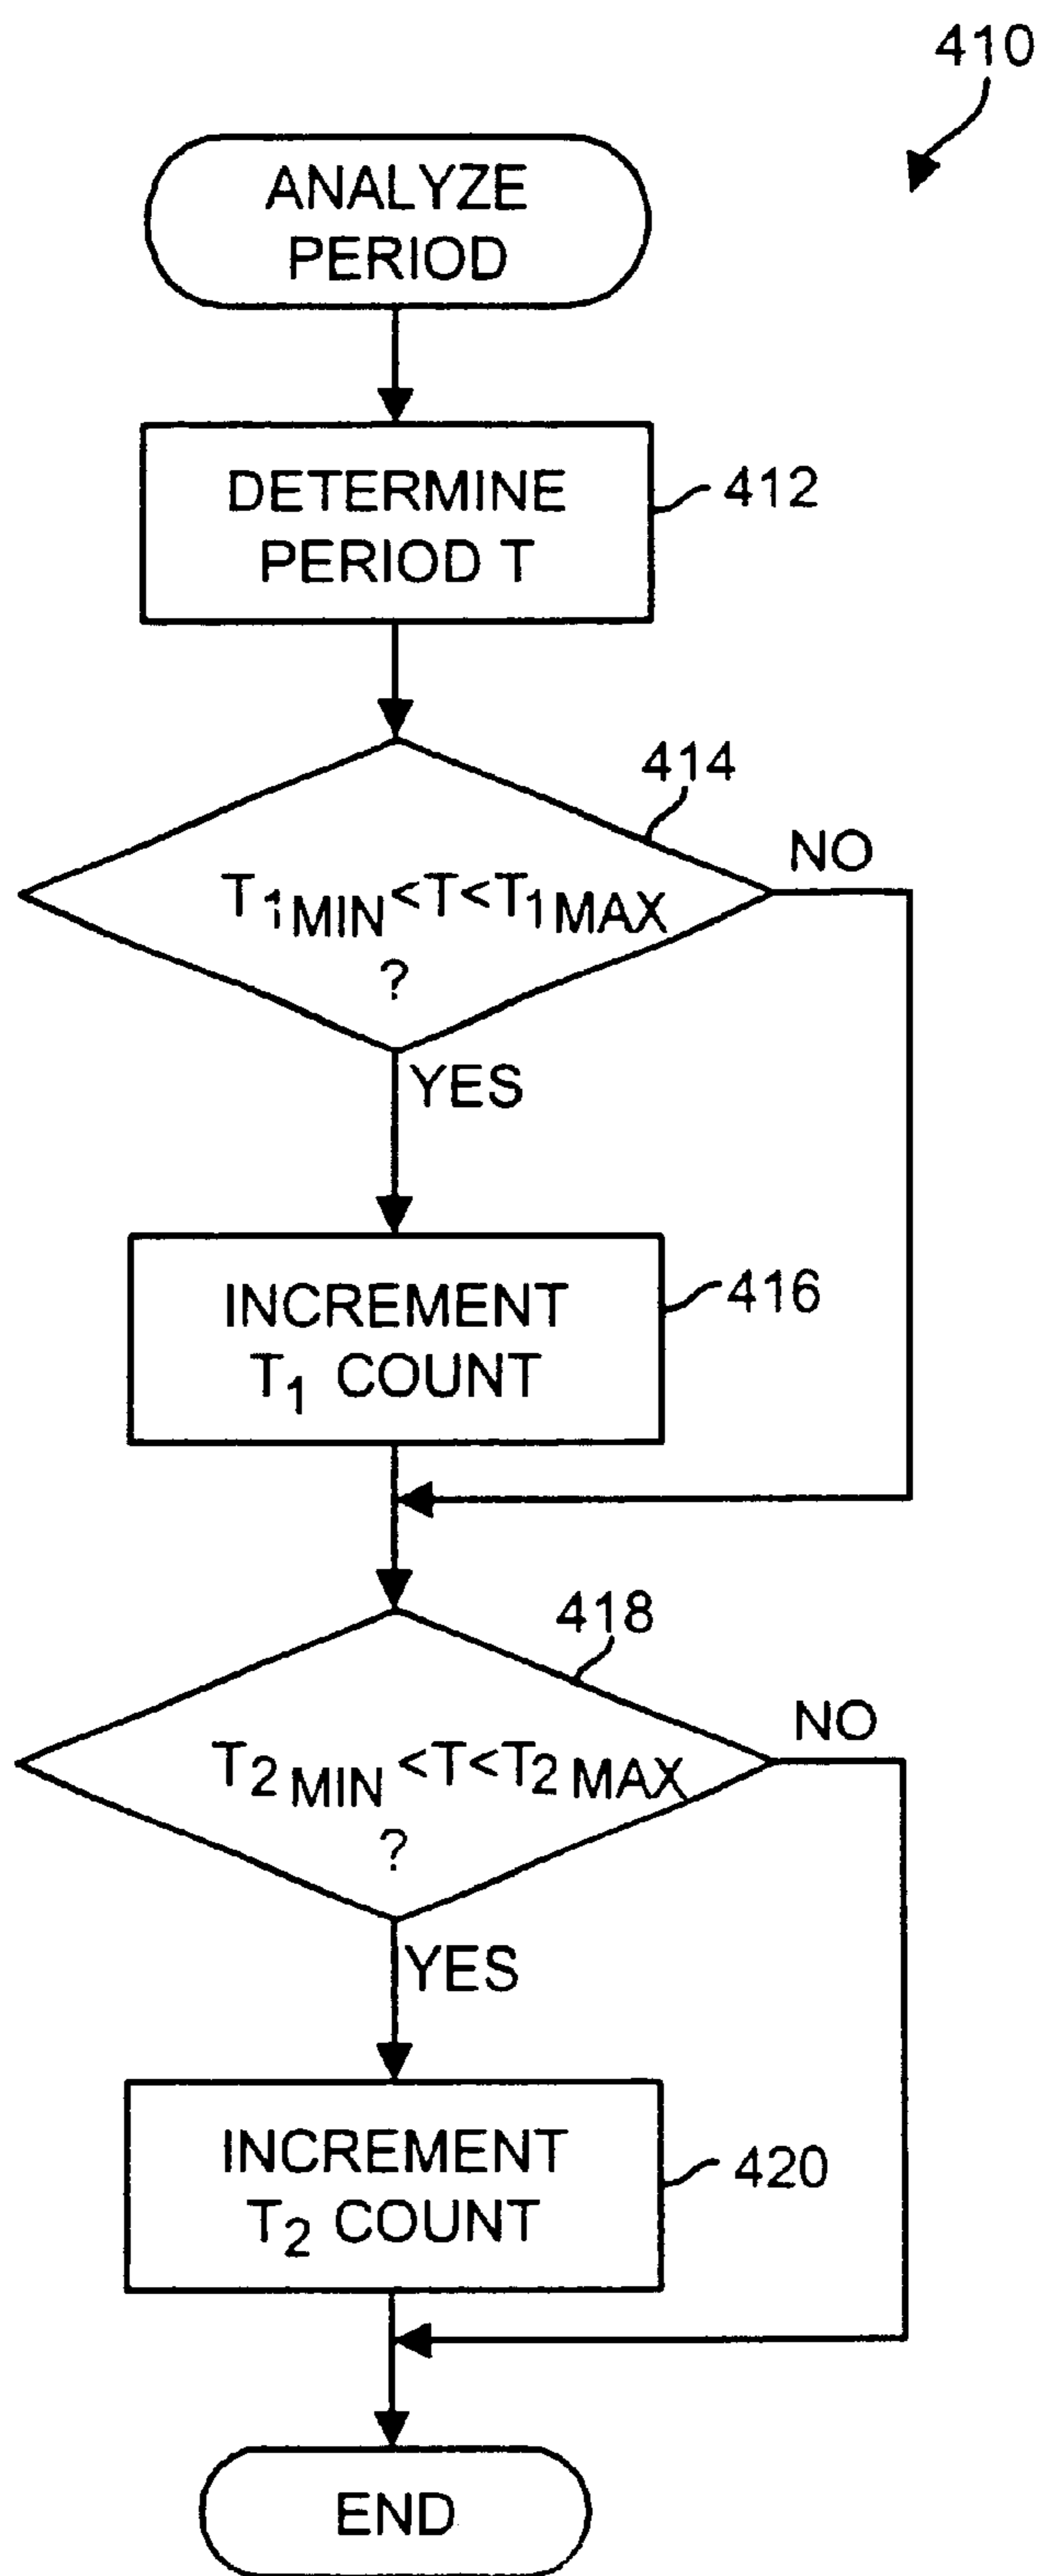 410
ANALYZE
PERIOD
DETERMINE
PERIOD T
412
414
NO
T1MIN<T<T1MAX
?
YES
INCREMENT
T1 COUNT
416
418
NO
T2MIN<T<T2MAX
?
YES
INCREMENT
T2 COUNT
420
END